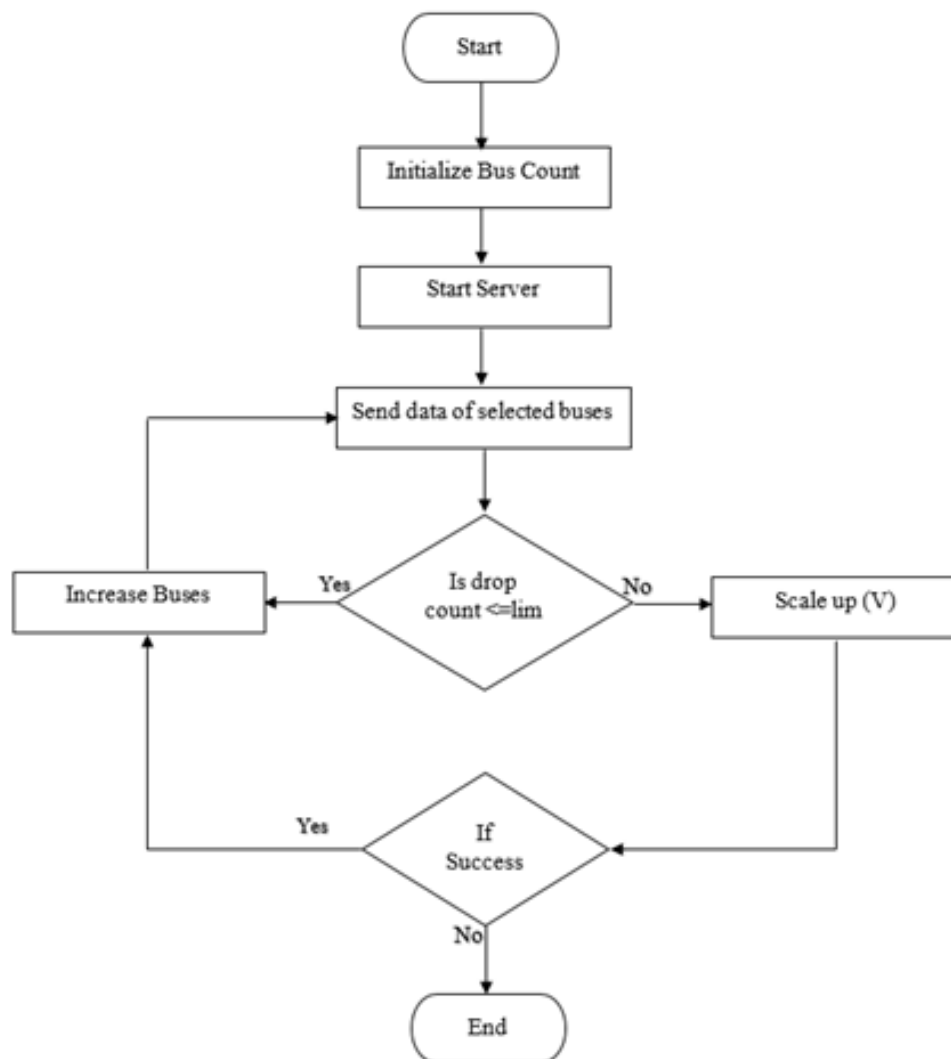 Start
Initialize Bus Count
Start Server
Send data of selected buses
Increase Buses
Yes
Is drop
count <=lim
No
Scale up (V)
Yes
If
Success
No
End